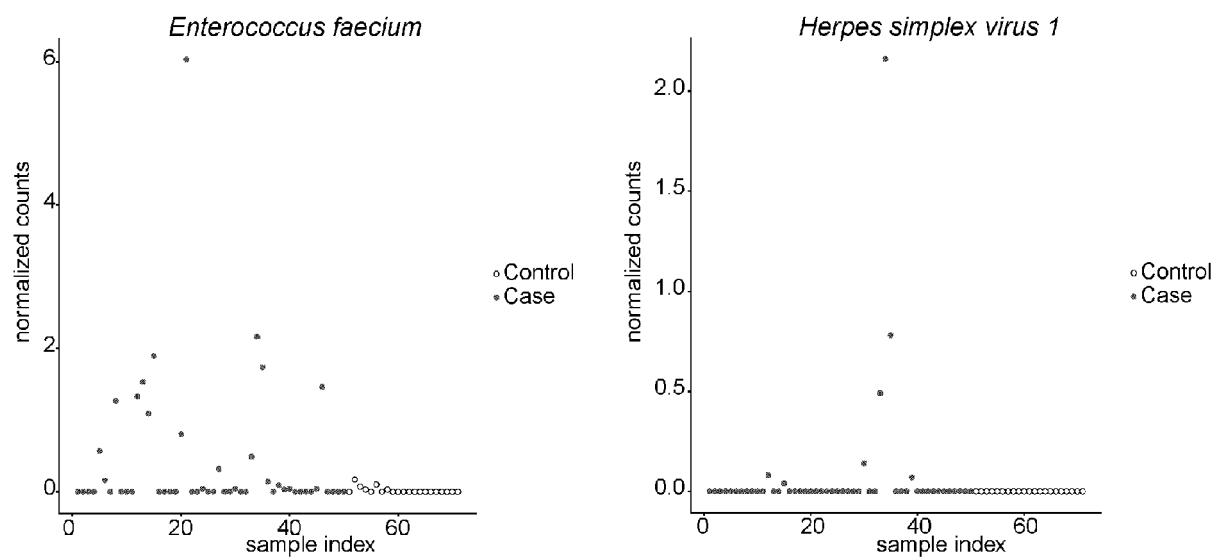 Enterococcus faecium
6
4
2
0
0
20
40
60
normalized counts
sample index
Control
Case
Herpes simplex virus 1
2.0
1.5
1.0
0.5
0.0
0
20
40
60
normalized counts
sample index
Control
Case